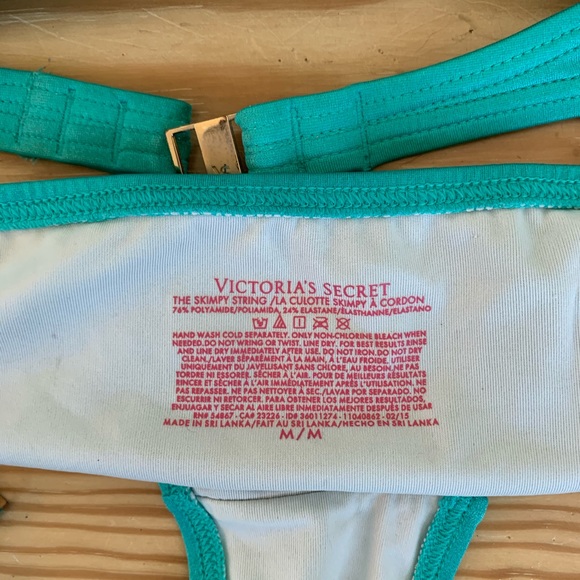 VICTORIA'S SECRET
THE SKIMPY STRING /LA CULOTTE SKIMPY À CORDON
76% POLYAMIDE/POLIAMIDA, 24% ELASTANE/ÉLASTHANNE/ELASTANO
HAND WASH COLD SEPARATELY. ONLY NON-CHLORINE BLEACH WHEN
NEEDED.DO NOT WRING OR TWIST. LINE DRY. FOR BEST RESULTS RINSE
AND LINE DRY IMMEDIATELY AFTER USE. DO NOT IRON.DO NOT DRY
CLEAN./LAVER SÉPARÉMENT À LA MAIN, À L'EAU FROIDE. UTILISER
UNIQUEMENT DU JAVELLISANT SANS CHLORE, AU BESOIN.NE PAS
TORDRE NI ESSORER. SÉCHER À L'AIR. POUR DE MEILLEURS RÉSULTATS
RINCER ET SÉCHER À L'AIR IMMÉDIATEMENT APRÈS L'UTILISATION. NE
PAS REPASSER. NE PAS NETTOYER À SEC./LAVAR POR SEPARADO. NO
ESCURRIR NI RETORCER. PARA OBTENER LOS MEJORES RESULTADOS,
ENJUAGAR Y SECAR AL AIRE LIBRE INMEDIATAMENTE DESPUÉS DE USAR
RN# 54867 - CA# 23226 - ID# 36011274 - 11040862 - 02/15
MADE IN SRI LANKA/FAIT AU SRI LANKA/HECHO EN SRI LANKA
M/M